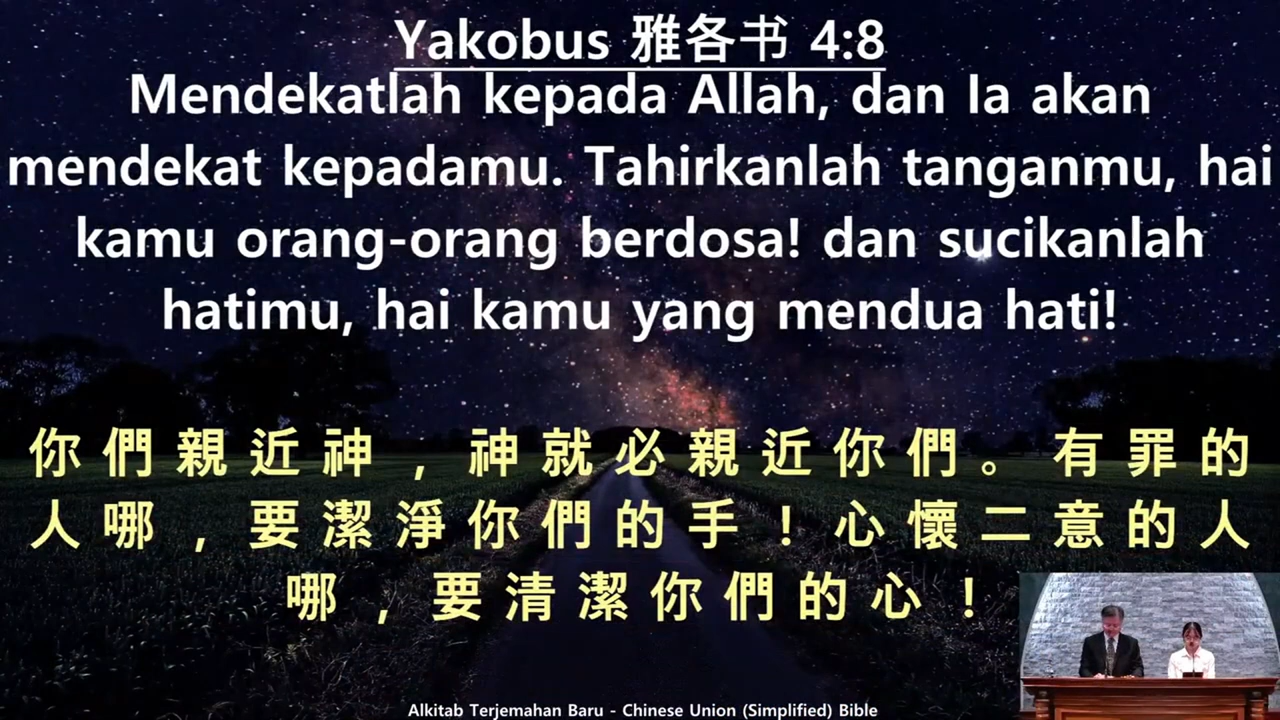 Yakobus 雅各书 4:8
Mendekatlah kepada Allah, dan Ia akan
mendekat kepadamu. Tahirkanlah tanganmu, hai
kamu orang-orang berdosa! dan sucikanlah
hatimu, hai kamu yang mendua hati!
你們親近神，神就必親近你們。有罪的
人哪，要潔淨你們的手！心懷二意的人
哪，要清潔你們的心！
Alkitab Terjemahan Baru - Chinese Union (Simplified) Bible